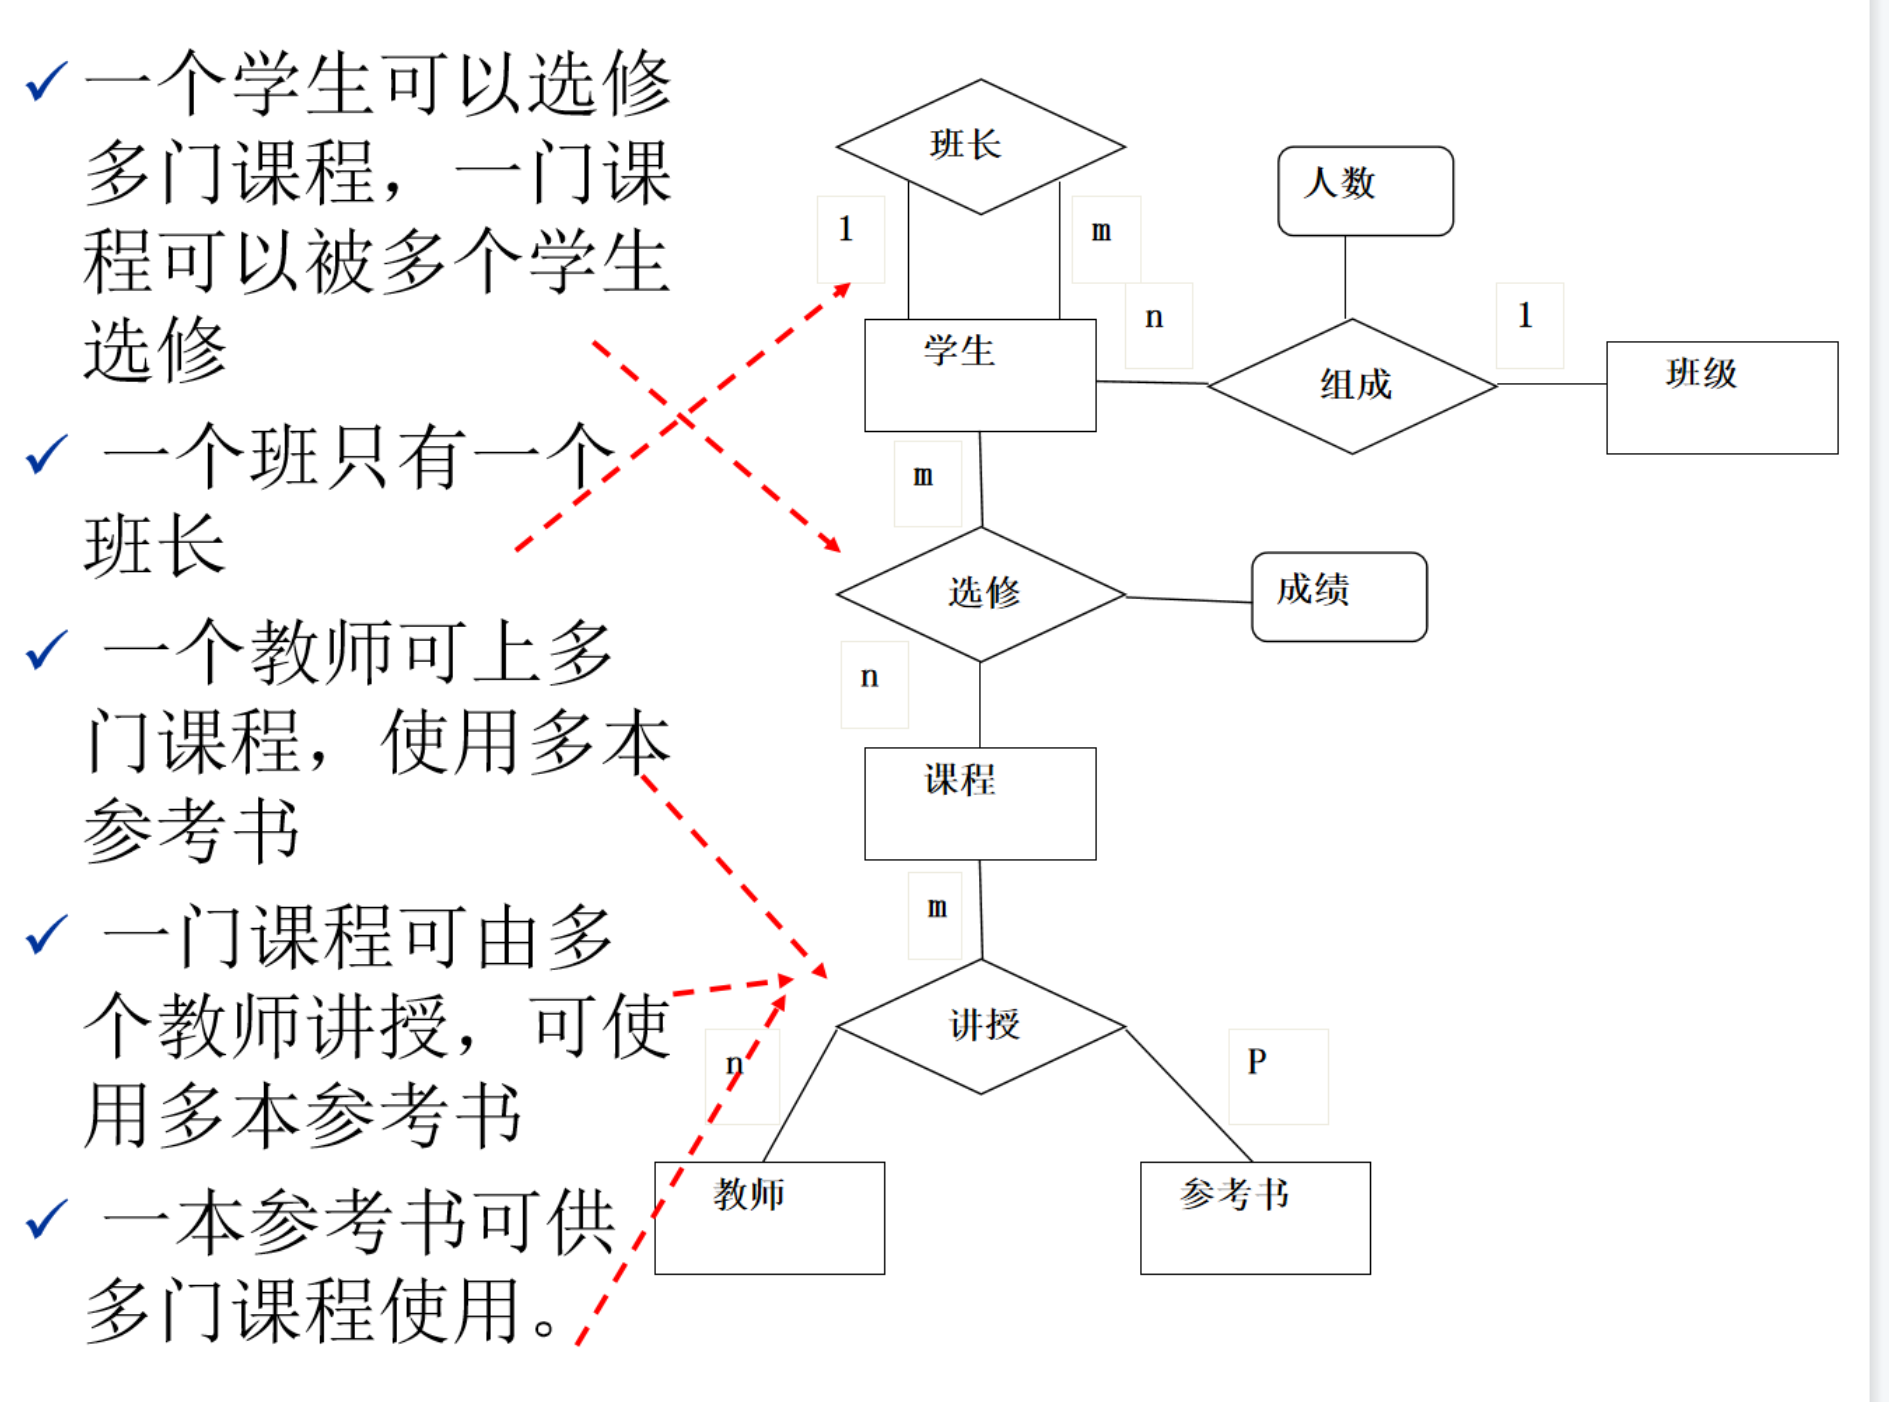 一个学生可以选修
多门课程，一门课
程可以被多个学生
选修
一个班只有一个
班长
一个教师可上多
门课程，使用多本
参考书
一门课程可由多
个教师讲授，可使
用多本参考书
一本参考书可供
多门课程使用。
班长
人数
1
m
n
1
学生
组成
班级
m
选修
成绩
n
课程
m
讲授
n
P
教师
参考书